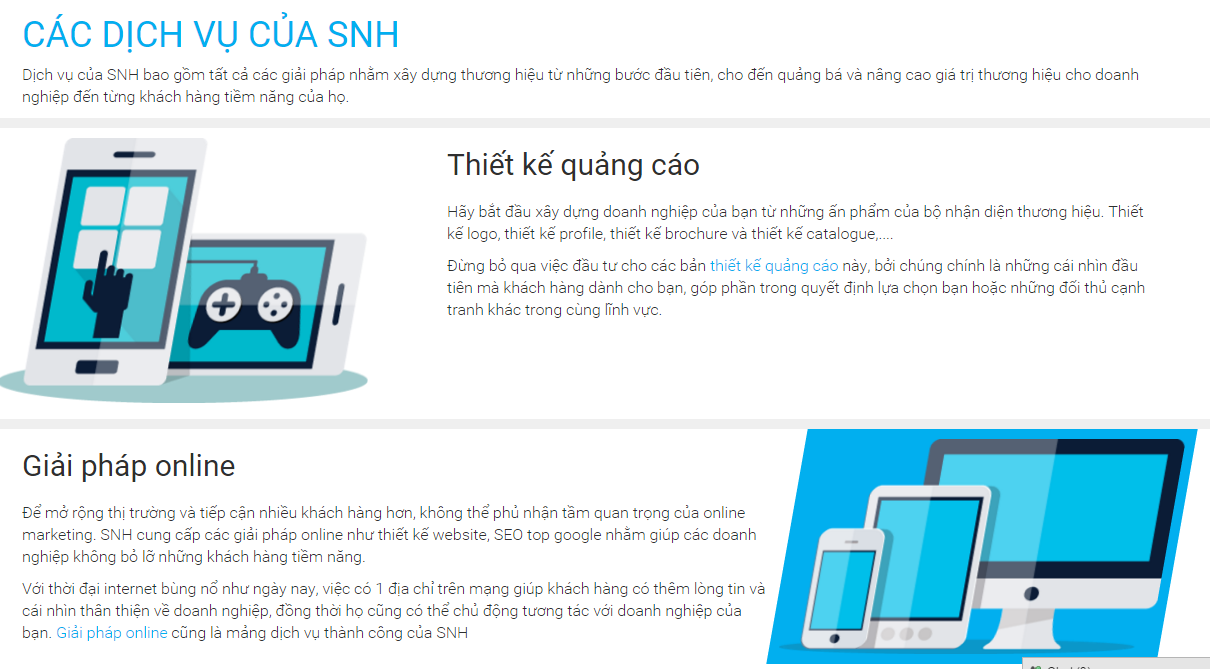 CÁC DỊCH VỤ CỦA SNH
Dịch vụ của SNH bao gồm tất cả các giải pháp nhằm xây dựng thương hiệu từ những bước đầu tiên, cho đến quảng bá và nâng cao giá trị thương hiệu cho doanh
nghiệp đến từng khách hàng tiềm năng của họ.
Thiết kế quảng cáo
Hãy bắt đầu xây dựng doanh nghiệp của bạn từ những ấn phẩm của bộ nhận diện thương hiệu. Thiết
kế logo, thiết kế profile, thiết kế brochure và thiết kế catalogue,....
Đừng bỏ qua việc đầu tư cho các bản thiết kế quảng cáo này, bởi chúng chính là những cái nhìn đầu
tiên mà khách hàng dành cho bạn, góp phần trong quyết định lựa chọn bạn hoặc những đối thủ cạnh
tranh khác trong cùng lĩnh vực.
Giải pháp online
Để mở rộng thị trường và tiếp cận nhiều khách hàng hơn, không thể phủ nhận tầm quan trọng của online
marketing. SNH cung cấp các giải pháp online như thiết kế website, SEO top google nhằm giúp các doanh
nghiệp không bỏ lỡ những khách hàng tiềm năng.
Với thời đại internet bùng nổ như ngày nay, việc có 1 địa chỉ trên mạng giúp khách hàng có thêm lòng tin và
cái nhìn thân thiện về doanh nghiệp, đồng thời họ cũng có thể chủ động tương tác với doanh nghiệp của
bạn. Giải pháp online cũng là mảng dịch vụ thành công của SNH